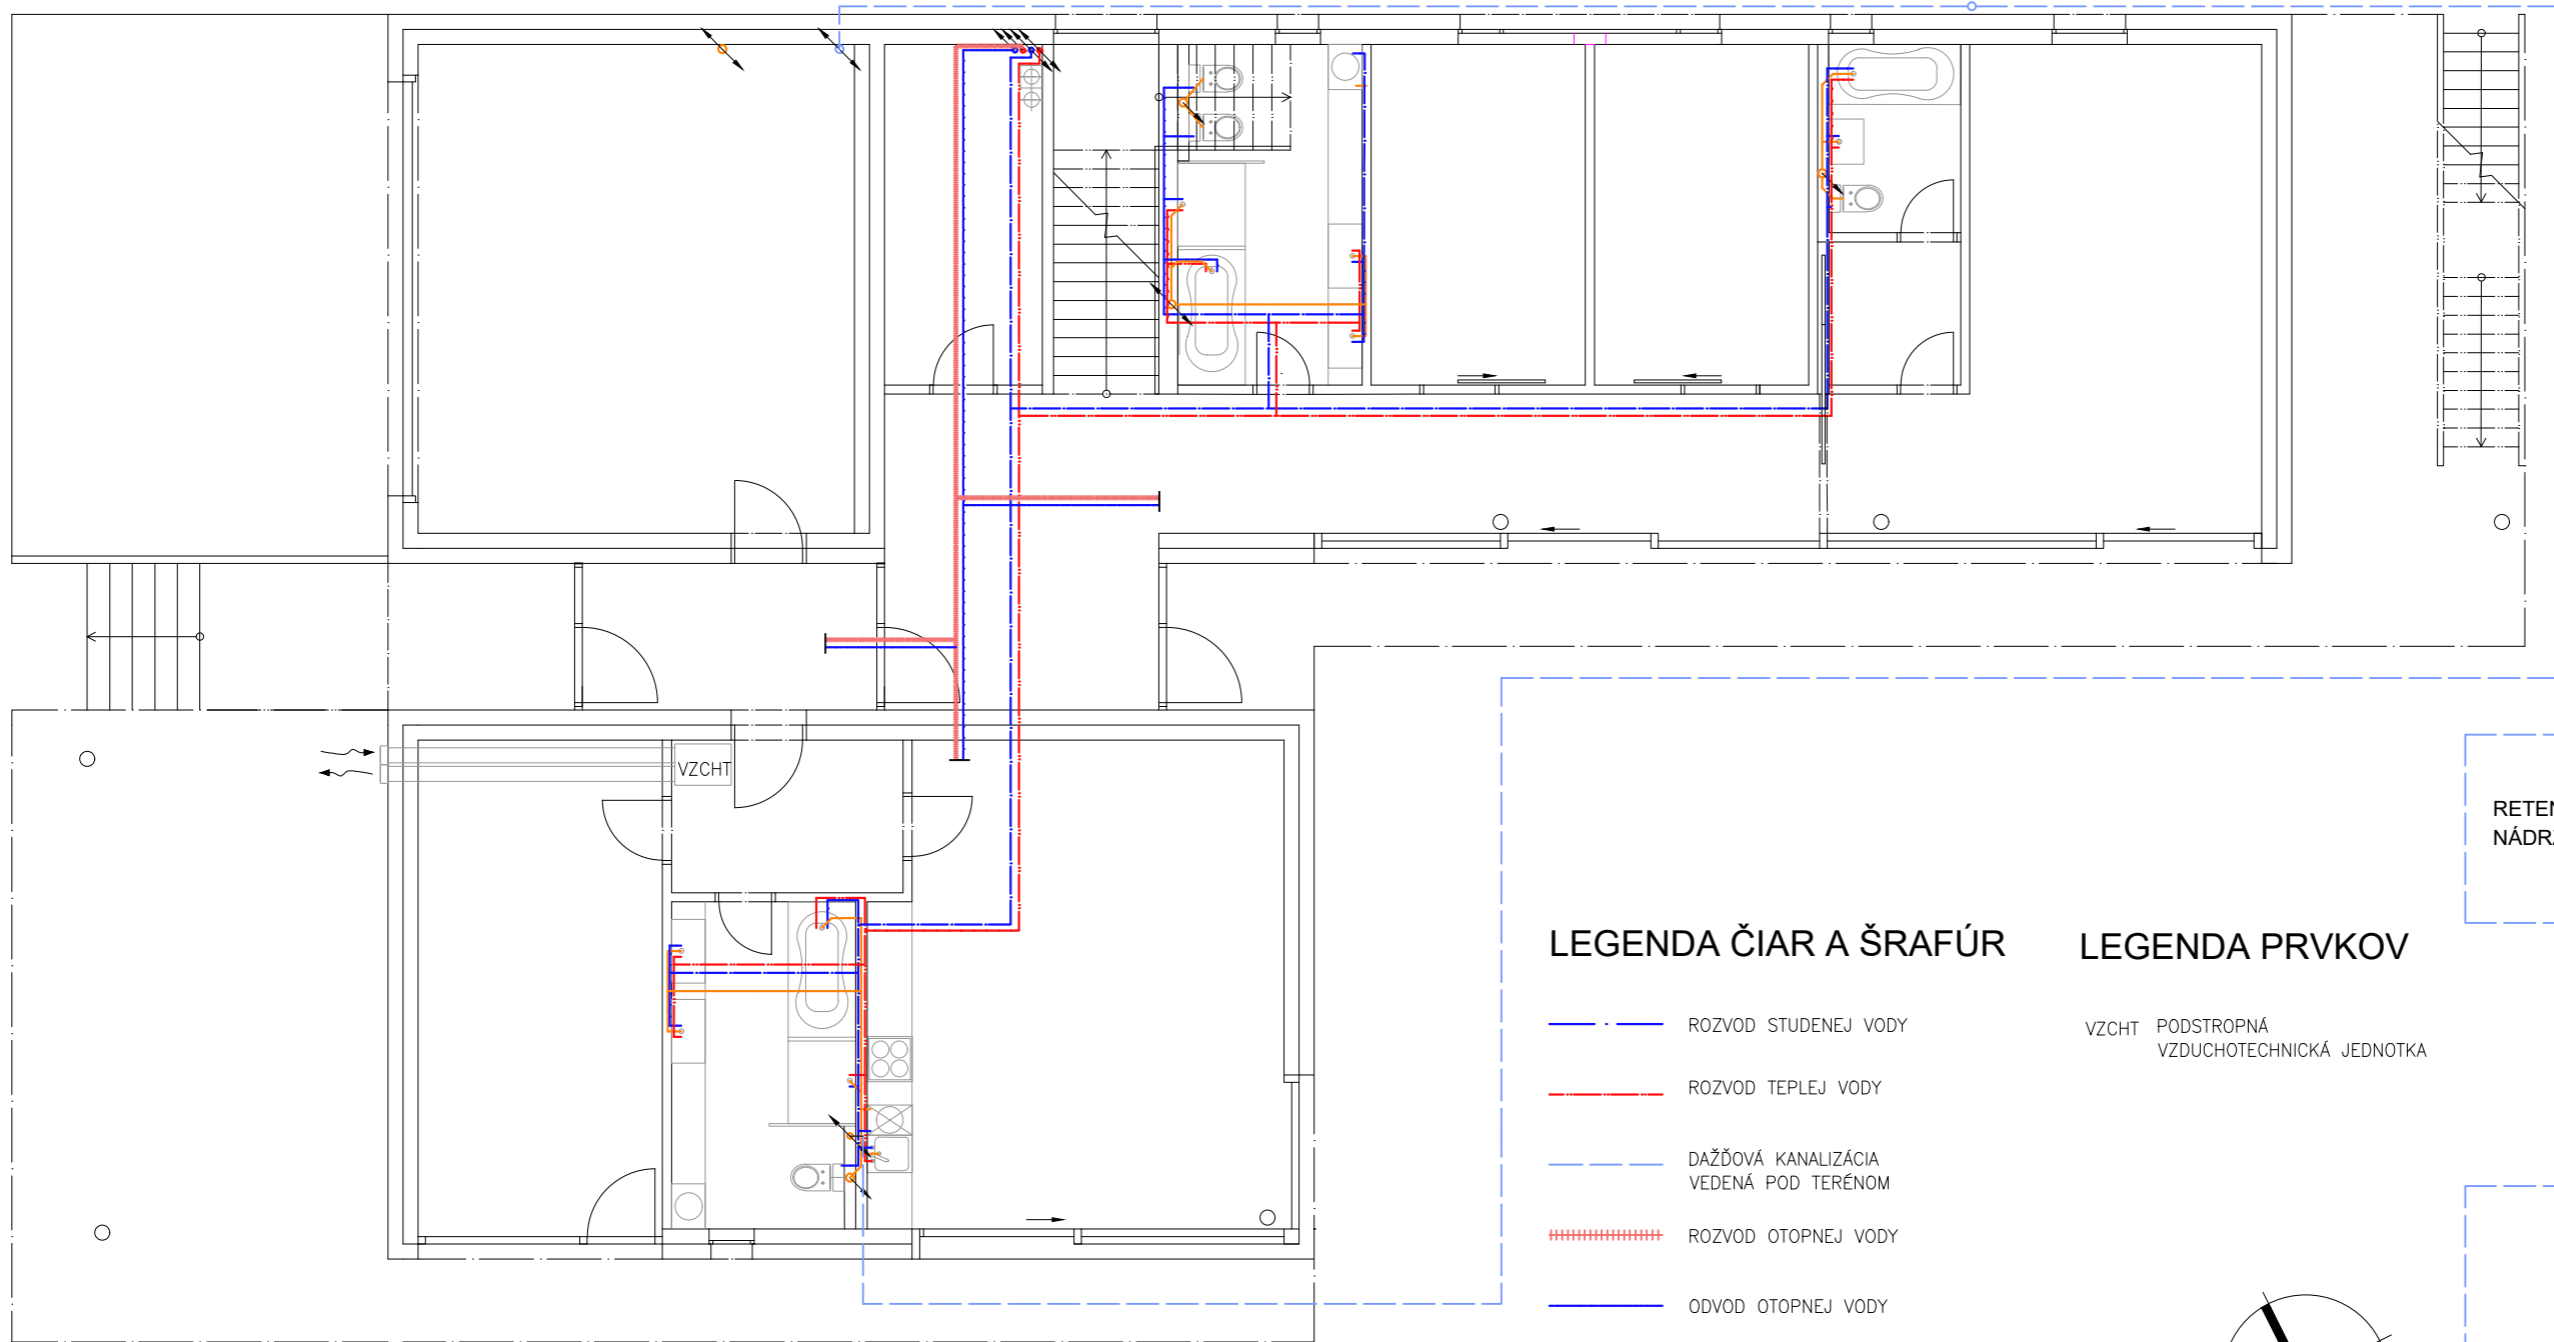 VZCHT
RETEN
NÁDR
LEGENDA ČIAR A ŠRAFÚR
ROZVOD STUDENEJ VODY
ROZVOD TEPLEJ VODY
DAŽĎOVÁ KANALIZÁCIA
VEDENÁ POD TERÉNOM
ROZVOD OTOPNEJ VODY
ODVOD OTOPNEJ VODY
LEGENDA PRVKOV
VZCHT PODSTROPNÁ
VZDUCHOTECHNICKÁ JEDNOTKA